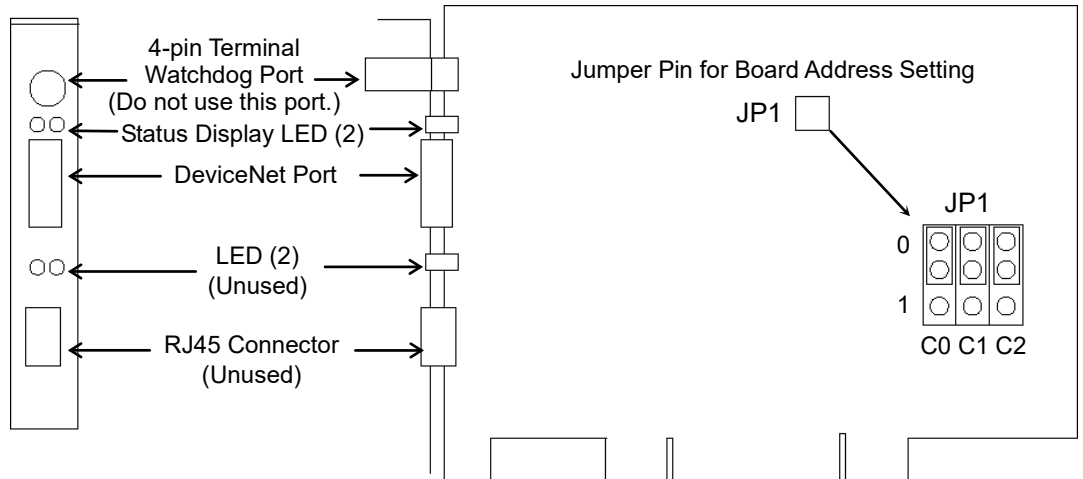 4-pin Terminal
Watchdog Port
(Do not use this port.)
Status Display LED (2)
DeviceNet Port
LED (2)
(Unused)
RJ45 Connector
(Unused)
Jumper Pin for Board Address Setting
JP1
JP1
0
1
C0 C1 C2